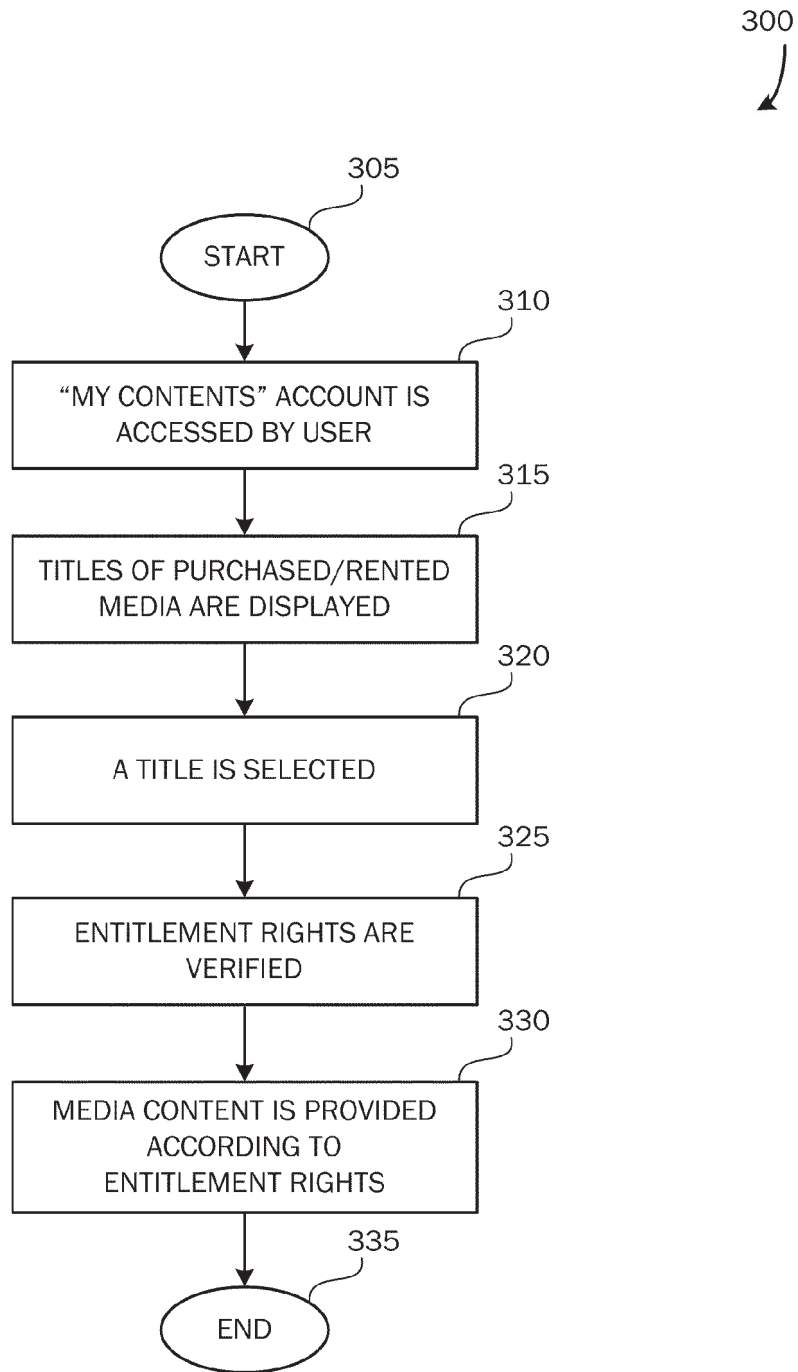 300
305
START
310
“MY CONTENTS” ACCOUNT IS
ACCESSED BY USER
315
TITLES OF PURCHASED/RENTED
MEDIA ARE DISPLAYED
320
A TITLE IS SELECTED
325
ENTITLEMENT RIGHTS ARE
VERIFIED
330
MEDIA CONTENT IS PROVIDED
ACCORDING TO
ENTITLEMENT RIGHTS
335
END